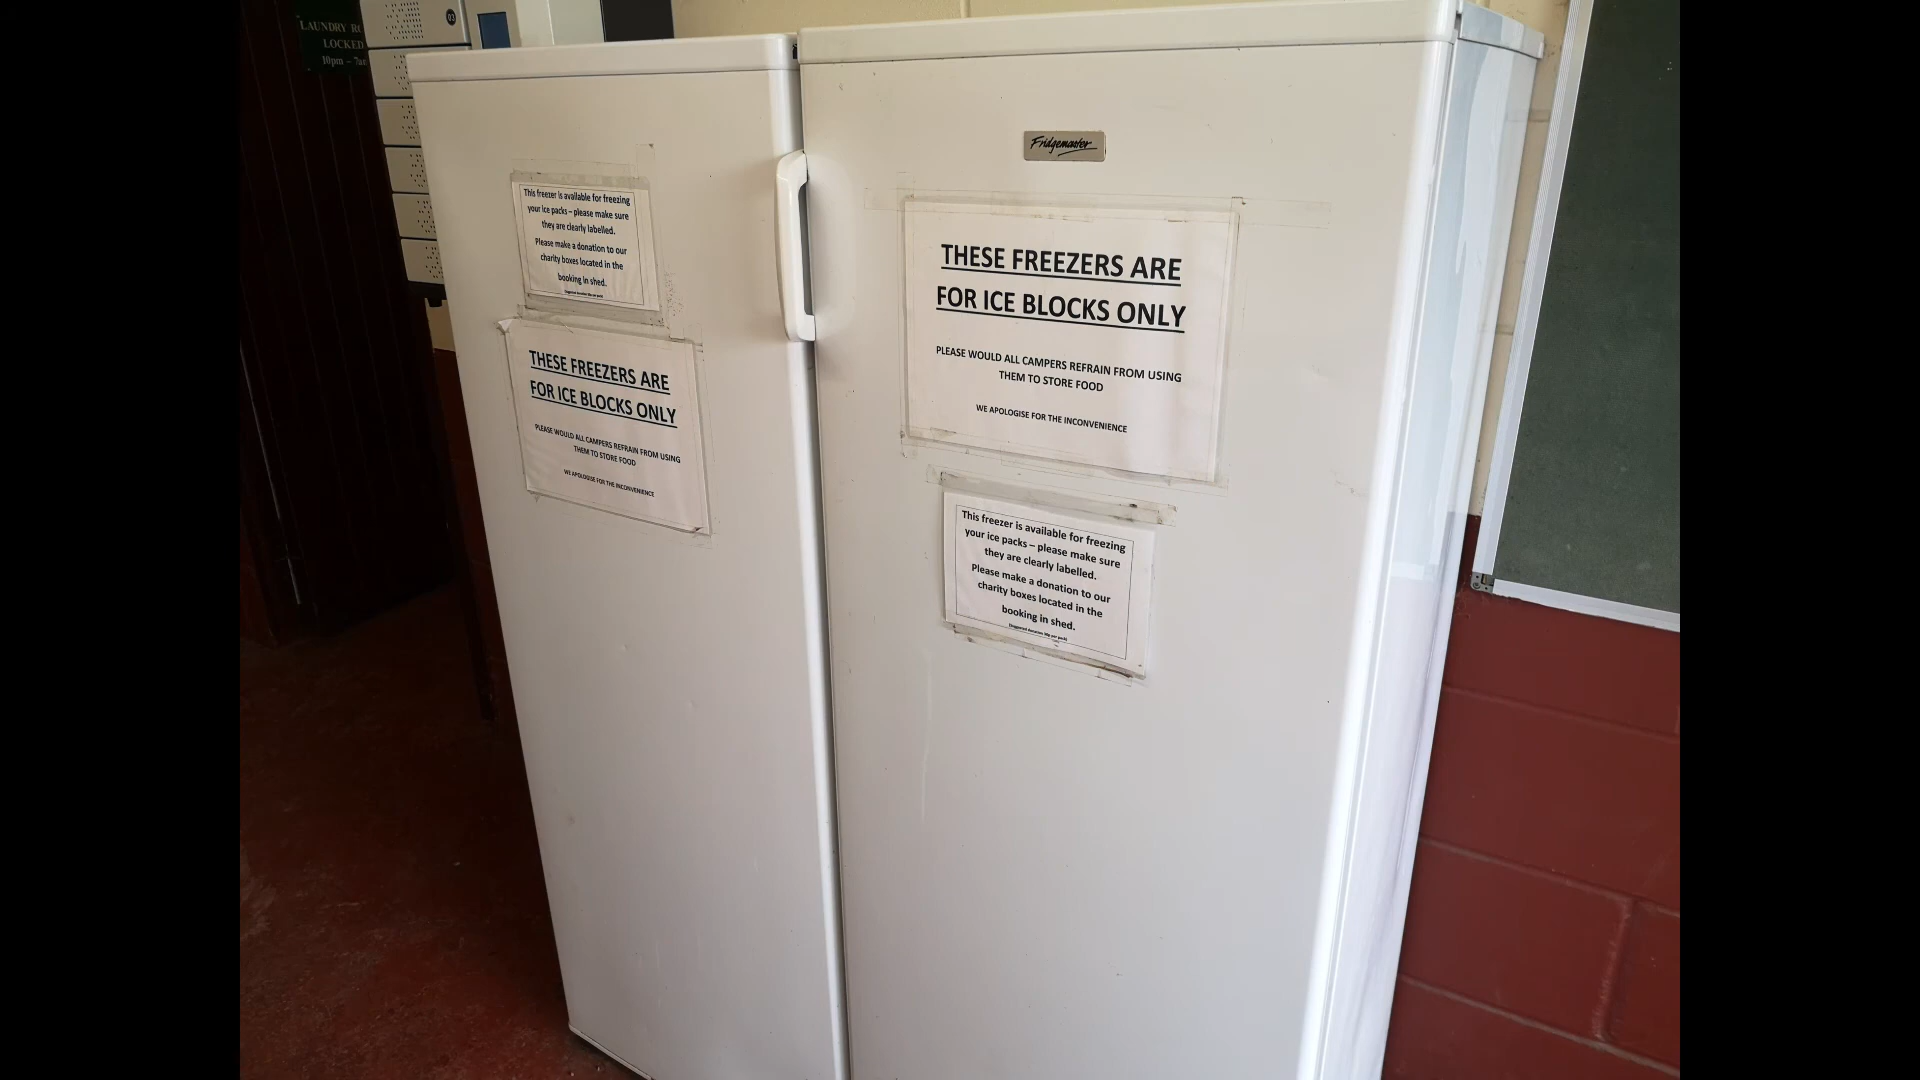 LAUNDRY
LOCKED
10pm – 7am
03
This freezer is available for freezing
your ice packs – please make sure
they are clearly labelled.
Please make a donation to our
charity boxes located in the
booking in shed.
THESE FREEZERS ARE
FOR ICE BLOCKS ONLY
PLEASE WOULD ALL CAMPERS REFRAIN FROM USING
THEM TO STORE FOOD
WE APOLOGISE FOR THE INCONVENIENCE
Fridgemaster
THESE FREEZERS ARE
FOR ICE BLOCKS ONLY
PLEASE WOULD ALL CAMPERS REFRAIN FROM USING
THEM TO STORE FOOD
WE APOLOGISE FOR THE INCONVENIENCE
This freezer is available for freezing
your ice packs – please make sure
they are clearly labelled.
Please make a donation to our
charity boxes located in the
booking in shed.